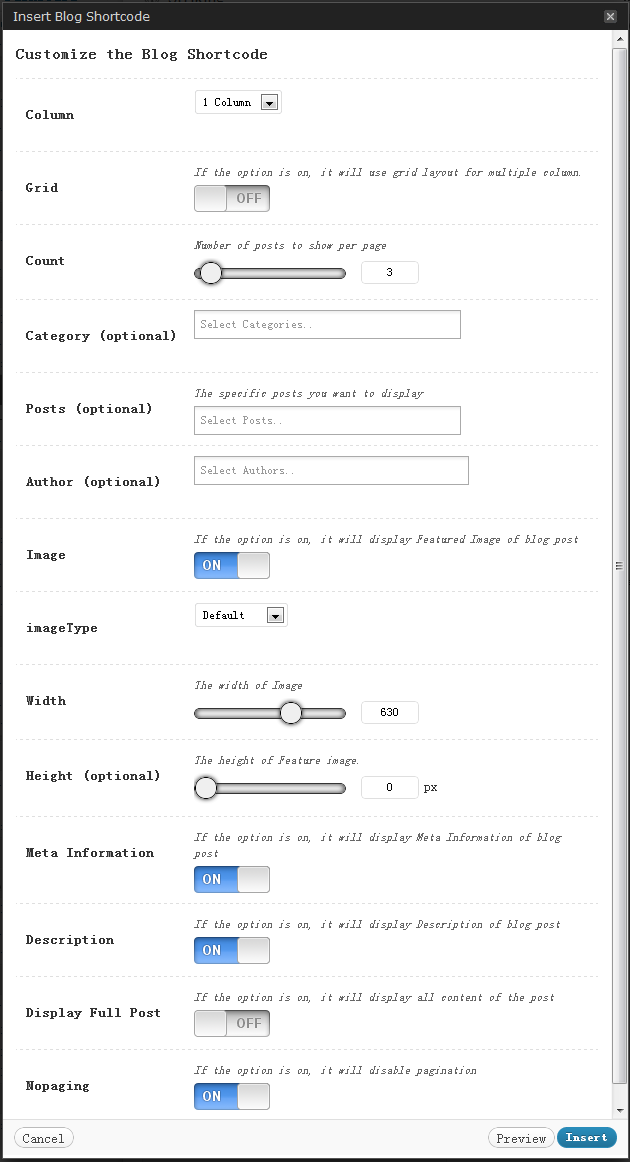 Insert Blog Shortcode
Customize the Blog Shortcode
Column
1 Column
If the option is on, it will use grid layout for multiple column.
Grid
OFF
Number of posts to show per page
Count
3
Category (optional)
Select Categories..
The specific posts you want to display
Posts (optional)
Select Posts..
Author (optional)
Select Authors..
If the option is on, it will display Featured Image of blog post
Image
ON
imageType
Default
The width of Image
Width
630
The height of Feature image.
Height (optional)
0 px
If the option is on, it will display Meta Information of blog
post
Meta Information
ON
If the option is on, it will display Description of blog post
Description
ON
If the option is on, it will display all content of the post
Display Full Post
OFF
If the option is on, it will disable pagination
Nopaging
ON
Cancel
Preview
Insert